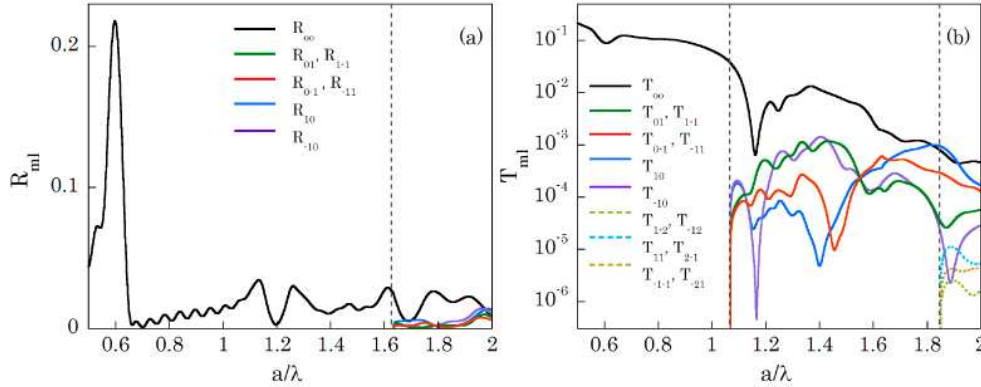 (a)
0.2
0.1
0
R_ml
R_oo
R_01, R_1-1
R_0-1, R_-11
R_10
R_-10
0.6 0.8 1 1.2 1.4 1.6 1.8 2
a/λ
(b)
10^-1
10^-2
10^-3
10^-4
10^-5
10^-6
T_ml
T_oo
T_01, T_1-1
T_0-1, T_-11
T_10
T_-10
T_1-2, T_-12
T_11, T_2-1
T_-1-1, T_-21
0.6 0.8 1 1.2 1.4 1.6 1.8 2
a/λ